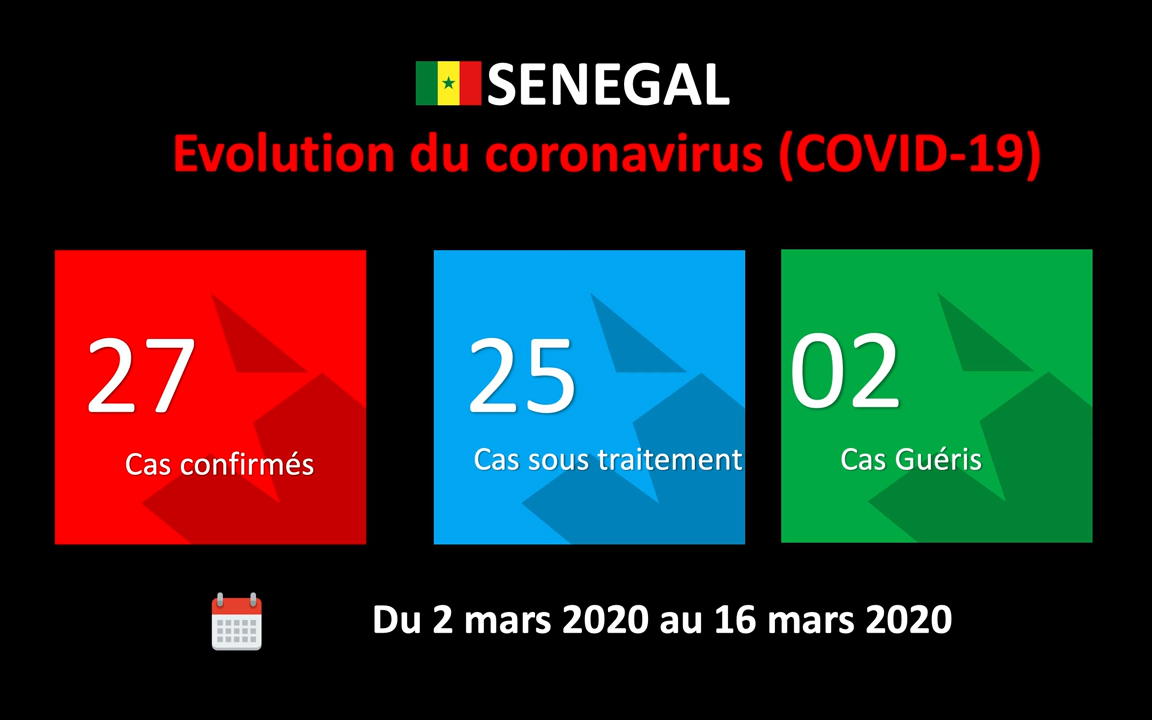 SENEGAL
Evolution du coronavirus (COVID-19)
27
Cas confirmés
25
Cas sous traitement
02
Cas Guéris
Du 2 mars 2020 au 16 mars 2020